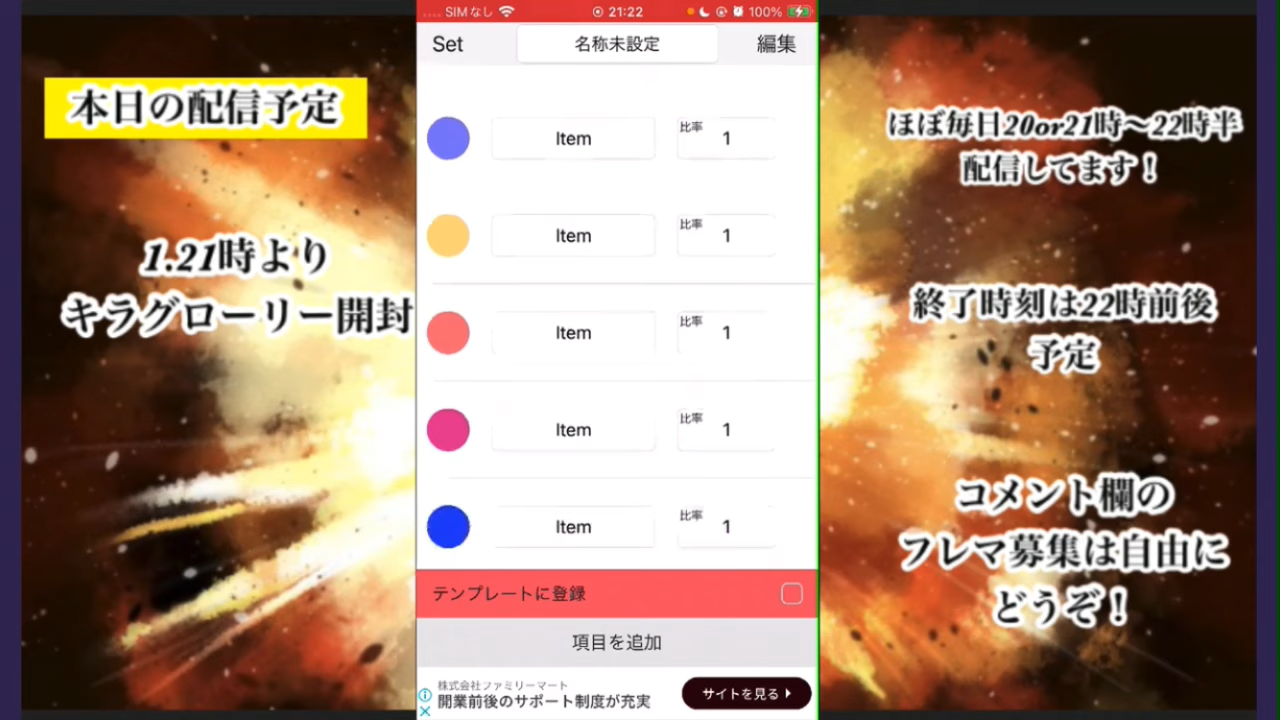 本日の配信予定
1.21時より
キラグローリー開封
SIMなし
21:22
100%
Set
名称未設定
編集
Item
比率
1
Item
比率
1
Item
比率
1
Item
比率
1
Item
比率
1
テンプレートに登録
項目を追加
株式会社ファミリーマート
開業前後のサポート制度が充実
サイトを見る
ほぼ毎日20or21時～22時半
配信してます！
終了時刻は22時前後
予定
コメント欄の
フレマ募集は自由に
どうぞ！